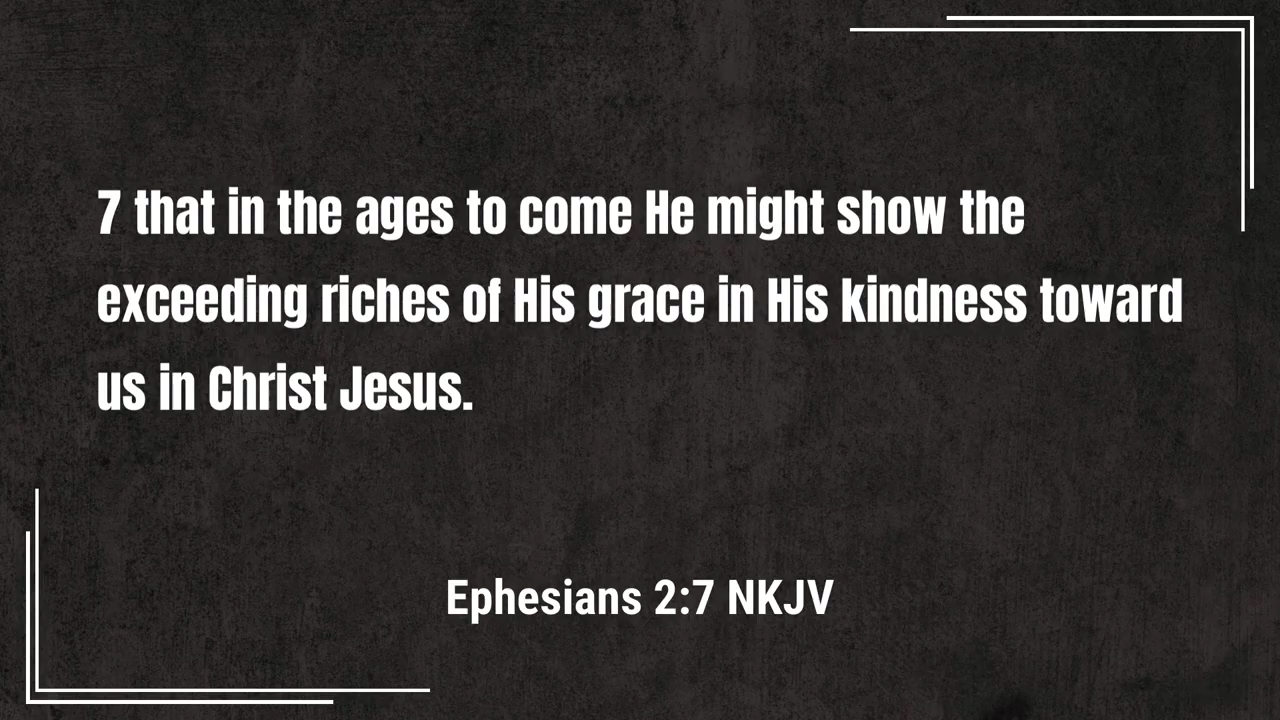 7 that in the ages to come He might show the
exceeding riches of His grace in His kindness toward
us in Christ Jesus.
Ephesians 2:7 NKJV